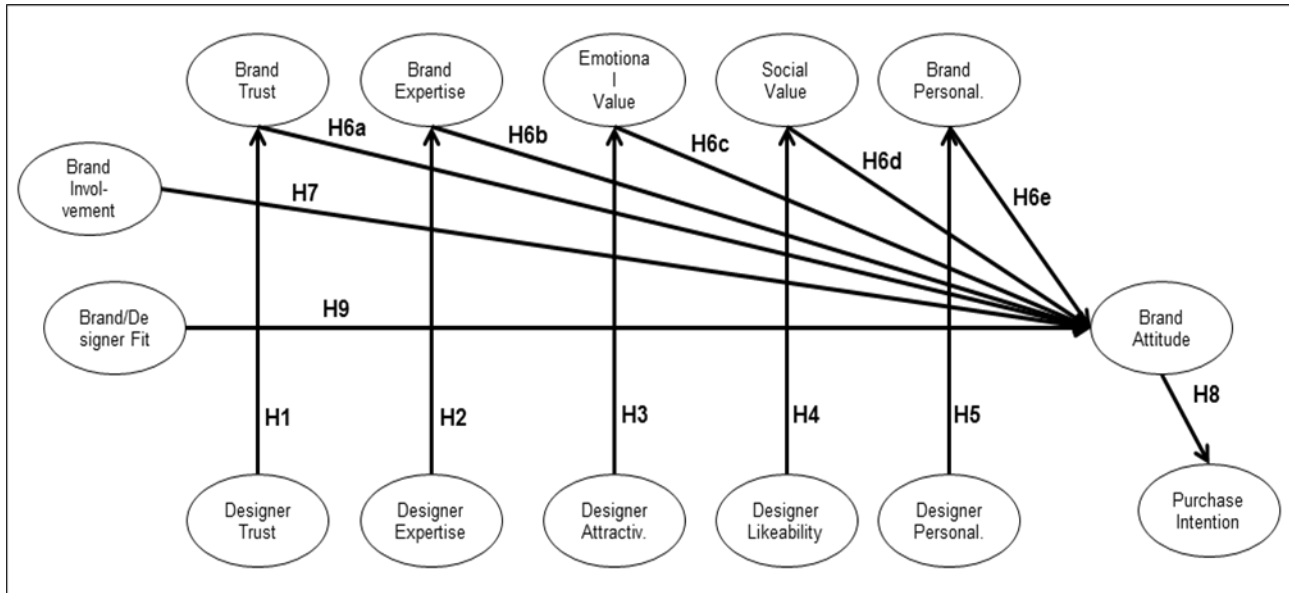 Brand
Trust
Brand
Expertise
Emotiona
l
Value
Social
Value
Brand
Personal.
H6a
H6b
H6c
H6d
H6e
Brand
Invol-
vement
H7
Brand/De
signer Fit
H9
Brand
Attitude
H1
H2
H3
H4
H5
H8
Designer
Trust
Designer
Expertise
Designer
Attractiv.
Designer
Likeability
Designer
Personal.
Purchase
Intention